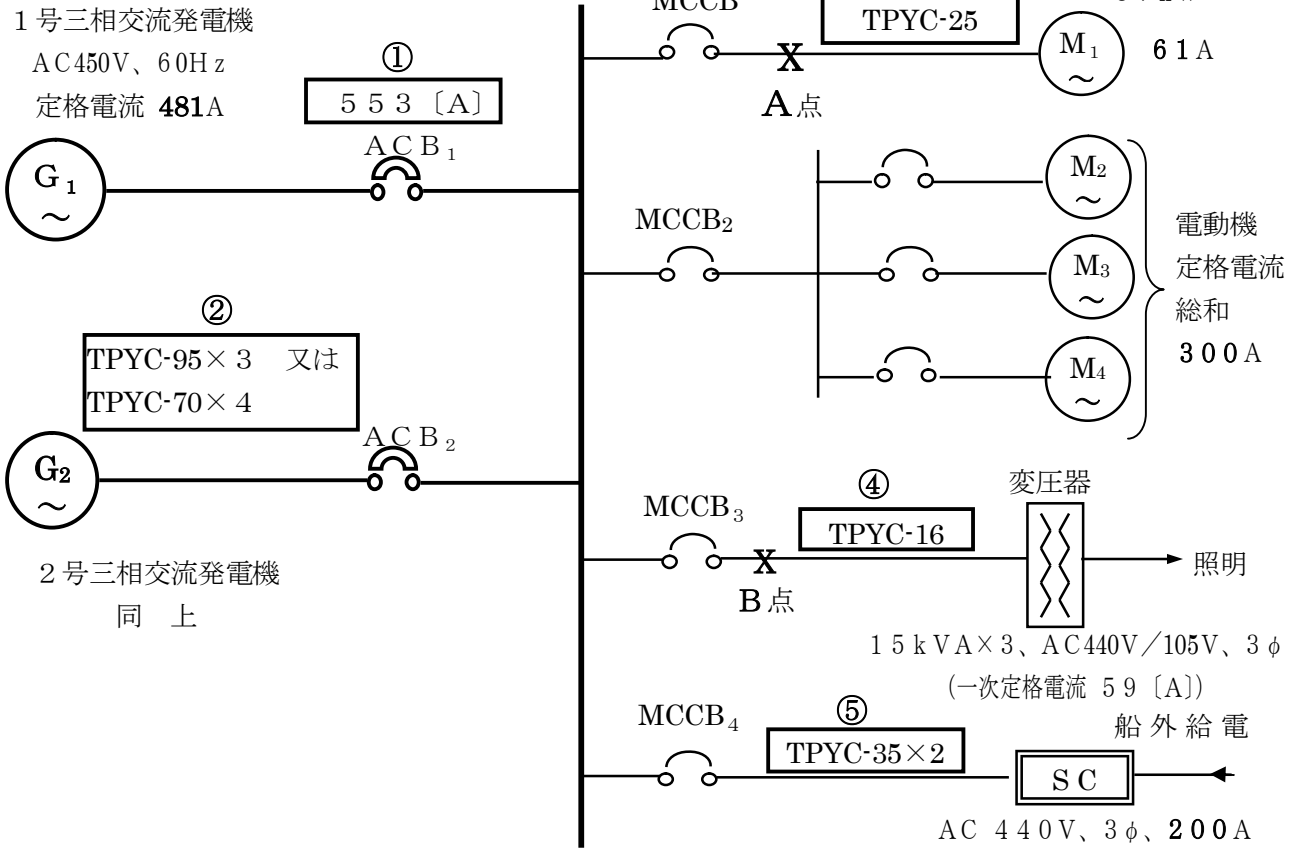 １号三相交流発電機
AC450V、60Hz
定格電流 481A
①
５５３〔A〕
ACB₁
G₁
～
②
TPYC-95×３　又は
TPYC-70×４
ACB₂
G₂
～
２号三相交流発電機
同　上
MCCB
TPYC-25
M₁
～
６１A
X
A点
MCCB₂
M₂
～
M₃
～
M₄
～
電動機
定格電流
総和
３００A
MCCB₃
④
TPYC-16
X
B点
変圧器
照明
１５ｋVA×３、AC440V／105V、３φ
(一次定格電流 ５９〔A〕)
MCCB₄
⑤
TPYC-35×２
船外給電
ＳＣ
AC ４４０V、３φ、２００A